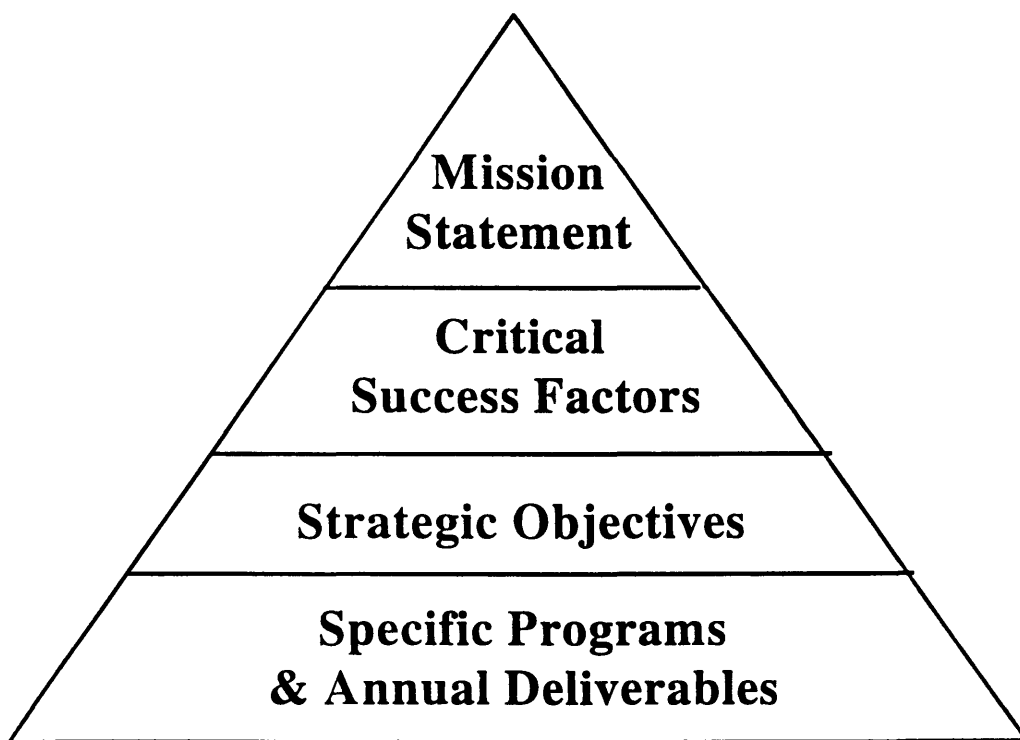 Mission
Statement
Critical
Success Factors
Strategic Objectives
Specific Programs
& Annual Deliverables